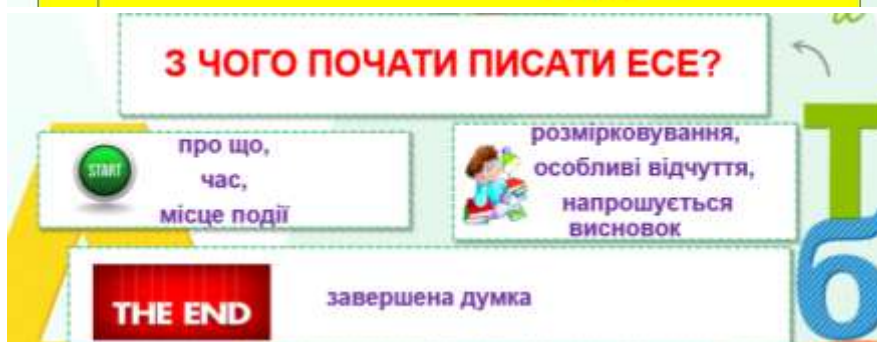 З ЧОГО ПОЧАТИ ПИСАТИ ЕСЕ?
START
про що,
час,
місце події
розмірковування,
особливі відчуття,
напрошується
висновок
THE END
завершена думка
Т
б